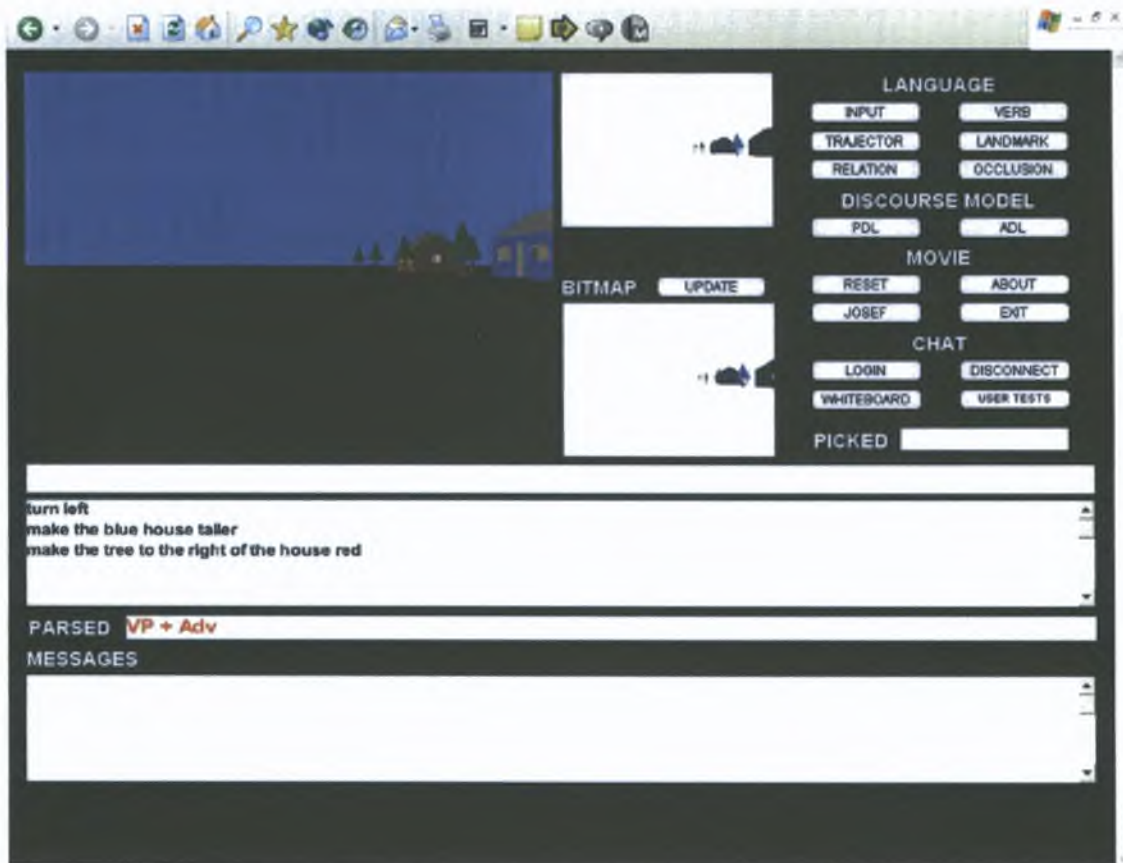 LANGUAGE
INPUT VERB
TRAJECTOR LANDMARK
RELATION OCCLUSION
DISCOURSE MODEL
PDL ADL
MOVIE
BITMAP UPDATE RESET ABOUT
JOSEF EXIT
CHAT
LOGIN DISCONNECT
WHITEBOARD USER TESTS
PICKED
turn left
make the blue house taller
make the tree to the right of the house red
PARSED VP + Adv
MESSAGES